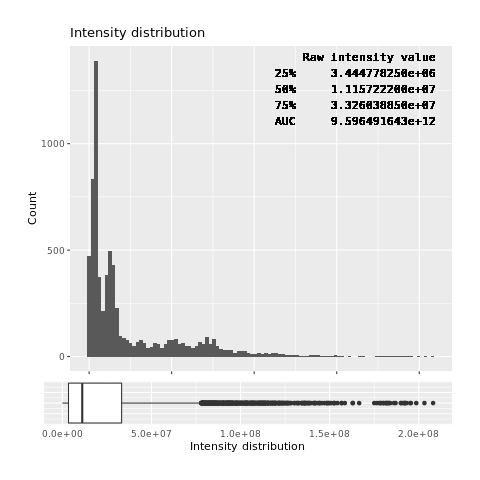 Intensity distribution
Raw intensity value
25% 3.444778250e+06
50% 1.115722200e+07
75% 3.326038850e+07
AUC 9.596491643e+12
1000
500
0
Count
0.0e+00 5.0e+07 1.0e+08 1.5e+08 2.0e+08
Intensity distribution